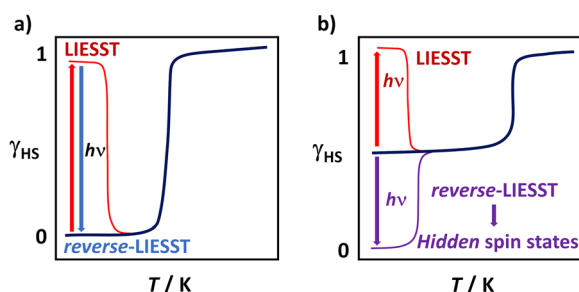 a)
LIESST
1
γHS
hν
0
reverse-LIESST
T / K
b)
1
LIESST
hν
γHS
hν
reverse-LIESST
Hidden spin states
0
T / K